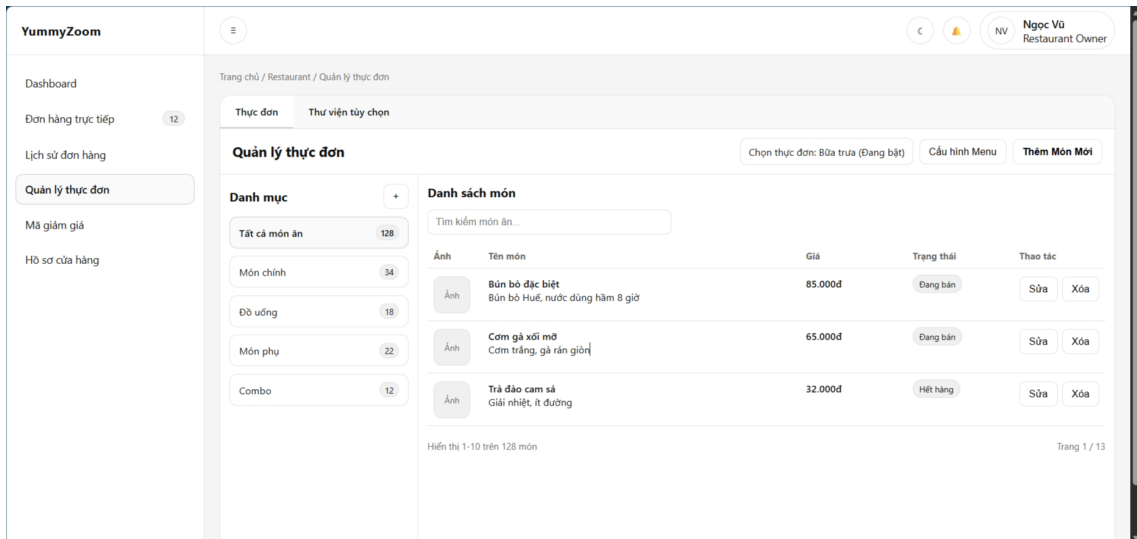 YummyZoom
Ξ
☾
🔔
NV
Ngọc Vũ
Restaurant Owner
Dashboard
Đơn hàng trực tiếp 12
Lịch sử đơn hàng
Quản lý thực đơn
Mã giảm giá
Hồ sơ cửa hàng
Trang chủ / Restaurant / Quản lý thực đơn
Thực đơn Thư viện tùy chọn
Quản lý thực đơn
Chọn thực đơn: Bữa trưa (Đang bật) Cấu hình Menu Thêm Món Mới
Danh mục +
Tất cả món ăn 128
Món chính 34
Đồ uống 18
Món phụ 22
Combo 12
Danh sách món
Tìm kiếm món ăn...
Ảnh Tên món Giá Trạng thái Thao tác
Ảnh Bún bò đặc biệt 85.000đ Đang bán Sửa Xóa
Bún bò Huế, nước dùng hầm 8 giờ
Ảnh Cơm gà xối mỡ 65.000đ Đang bán Sửa Xóa
Cơm trắng, gà rán giòn
Ảnh Trà đào cam sả 32.000đ Hết hàng Sửa Xóa
Giải nhiệt, ít đường
Hiển thị 1-10 trên 128 món Trang 1 / 13